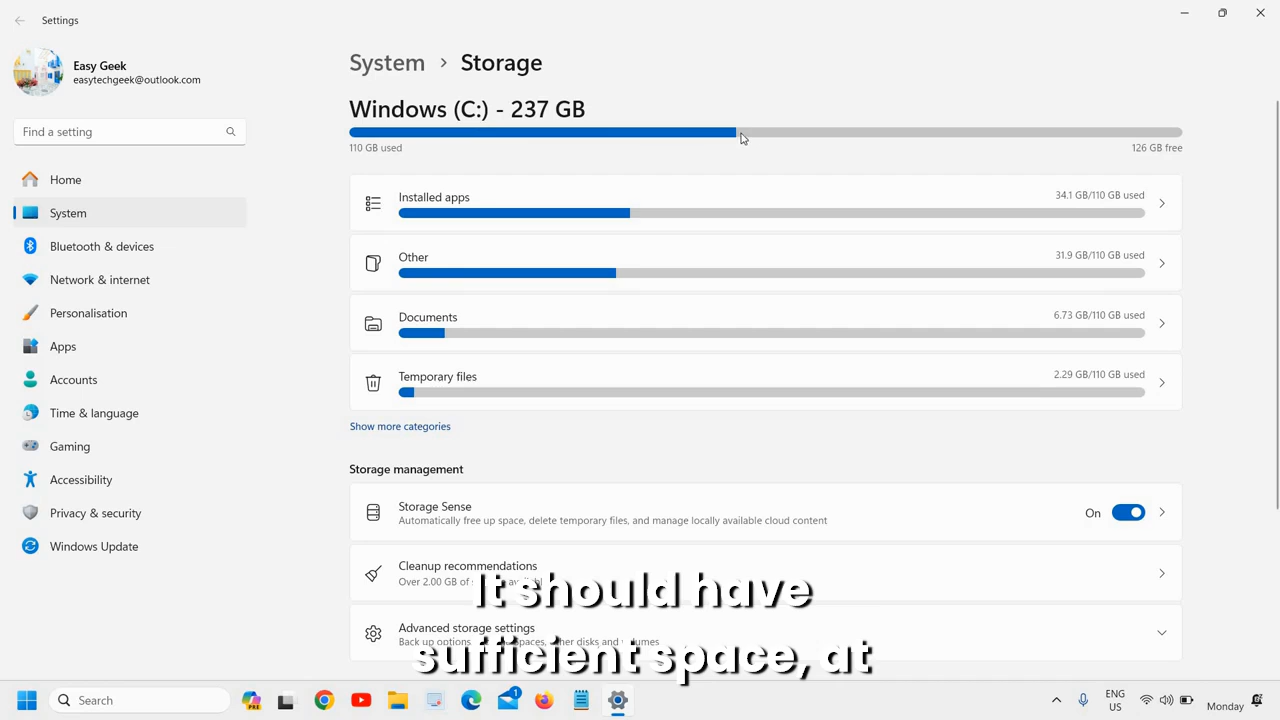 Settings
Easy Geek
easytechgeek@outlook.com
Find a setting
Home
System
Bluetooth & devices
Network & internet
Personalisation
Apps
Accounts
Time & language
Gaming
Accessibility
Privacy & security
Windows Update
System > Storage
Windows (C:) - 237 GB
110 GB used
126 GB free
Installed apps
34.1 GB/110 GB used
Other
31.9 GB/110 GB used
Documents
6.73 GB/110 GB used
Temporary files
2.29 GB/110 GB used
Show more categories
Storage management
Storage Sense
Automatically free up space, delete temporary files, and manage locally available cloud content
On
Cleanup recommendations
Over 2.00 GB of
Advanced storage settings
Back up options
It should have
sufficient space, at
Search
1
ENG
US
Monday